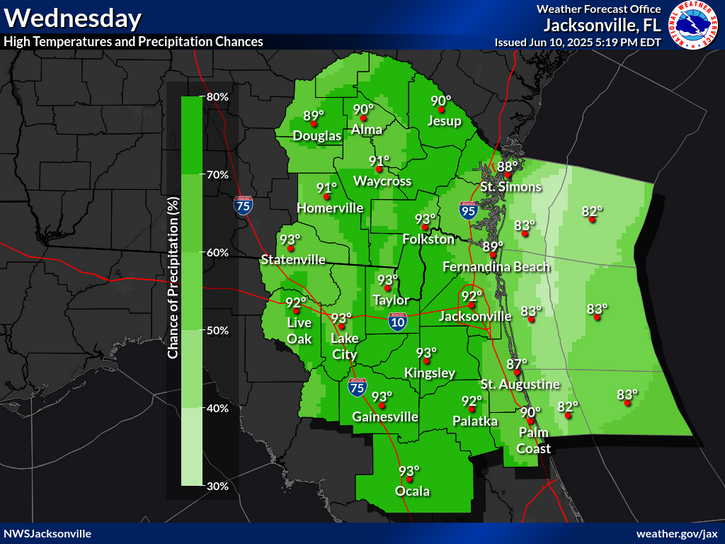 Wednesday
High Temperatures and Precipitation Chances
Weather Forecast Office
Jacksonville, FL
Issued Jun 10, 2025 5:19 PM EDT
NATIONAL WEATHER SERVICE
Chance of Precipitation (%)
80%
70%
60%
50%
40%
30%
89°
Douglas
90°
Alma
90°
Jesup
91°
Waycross
88°
St. Simons
91°
Homerville
75
95
93°
Folkston
83°
82°
93°
Statenville
89°
Fernandina Beach
93°
Taylor
92°
Live
Oak
93°
Lake
City
10
92°
Jacksonville
83°
83°
93°
Kingsley
87°
St. Augustine
75
93°
Gainesville
92°
Palatka
90°
Palm
Coast
82°
83°
93°
Ocala
NWSJacksonville
weather.gov/jax